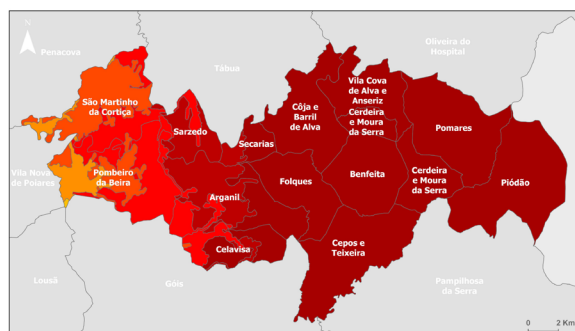 N
Penacova
Oliveira do
Hospital
Tábua
São Martinho
da Cortiça
Vila Cova
de Alva e
Anseriz
Cerdeira
e Moura
da Serra
Côja e
Barril
de Alva
Sarzedo
Secarias
Pomares
Vila Nova
de Poiares
Pombeiro
da Beira
Folques
Benfeita
Cerdeira e
Moura da
Serra
Piódão
Arganil
Celavisa
Cepos e
Teixeira
Lousã
Góis
Pampilhosa
da Serra
0 2 Km